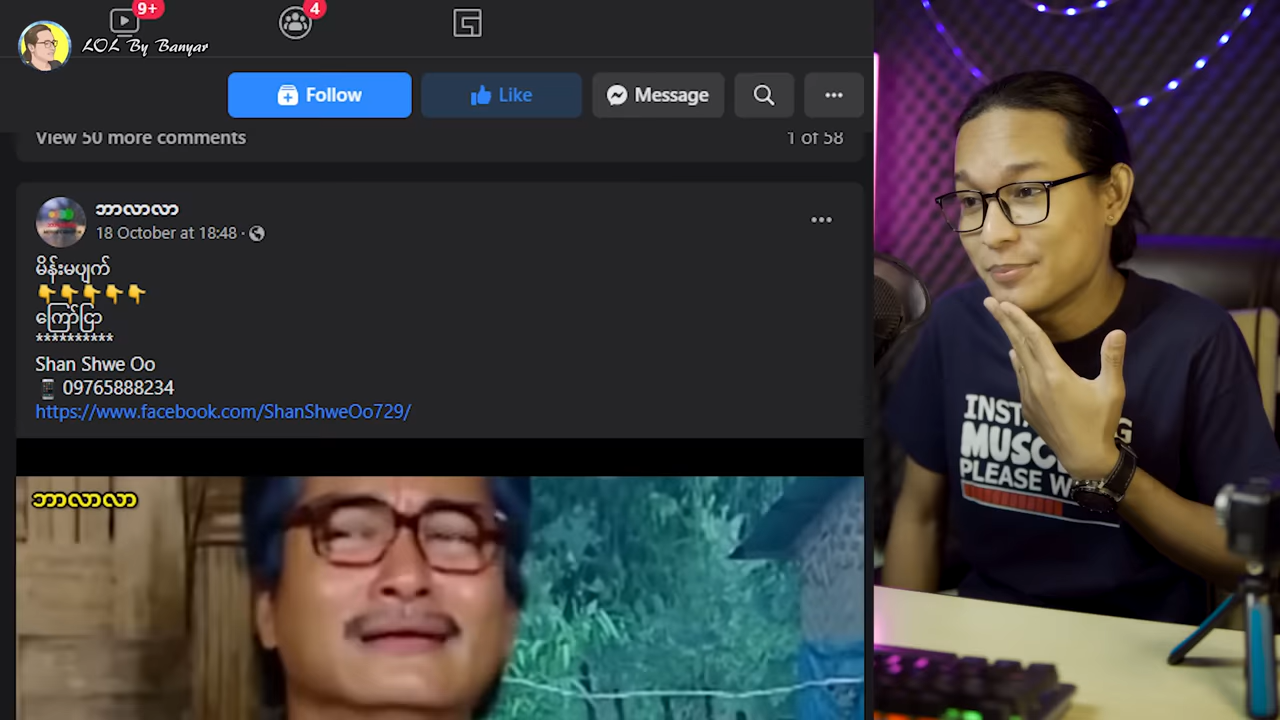 9+
4
LOL By Banyar
Follow
Like
Message
View 50 more comments
1 of 58
ဘာလာလာ
18 October at 18:48 ·
မိန်းမပျက်
👇👇👇👇👇
ကြော်ငြာ
**********
Shan Shwe Oo
📱 09765888234
https://www.facebook.com/ShanShweOo729/
ဘာလာလာ
MUSC
PLEASE W